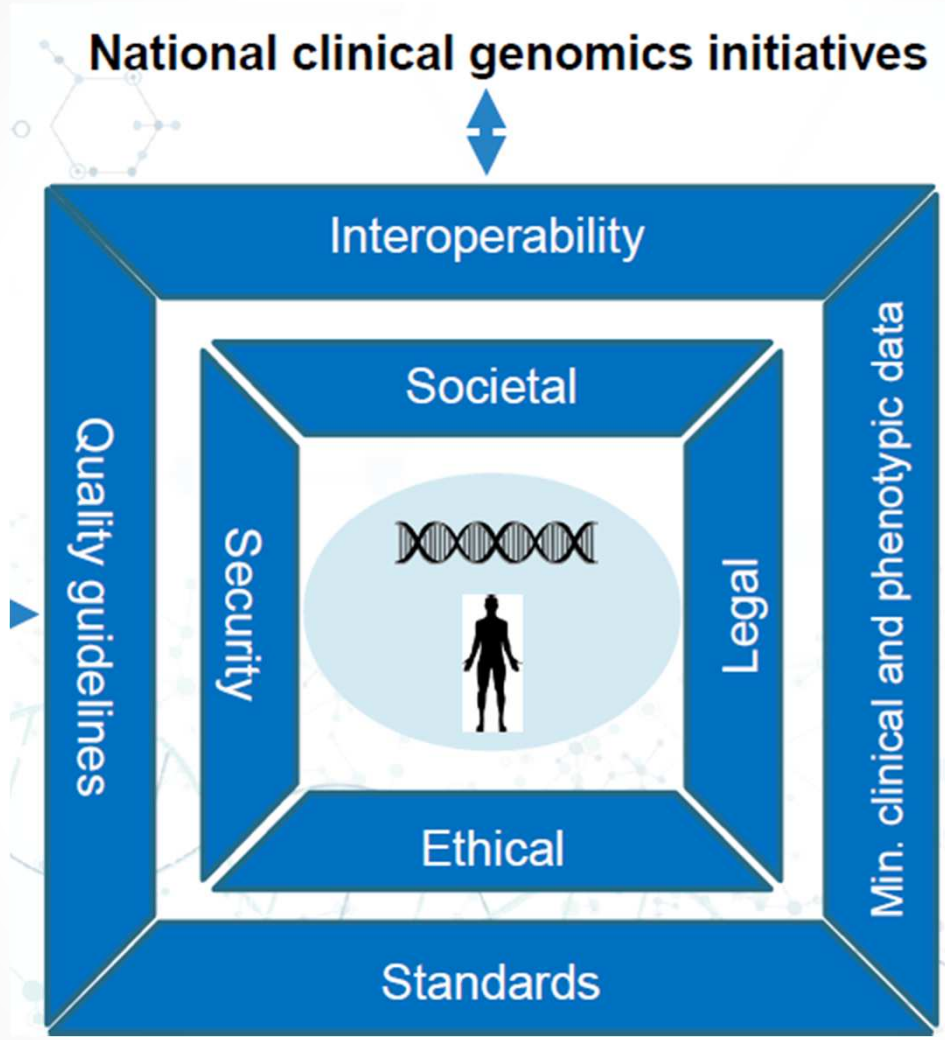 National clinical genomics initiatives
Interoperability
Societal
Quality guidelines
Security
Legal
Min. clinical and phenotypic data
Ethical
Standards